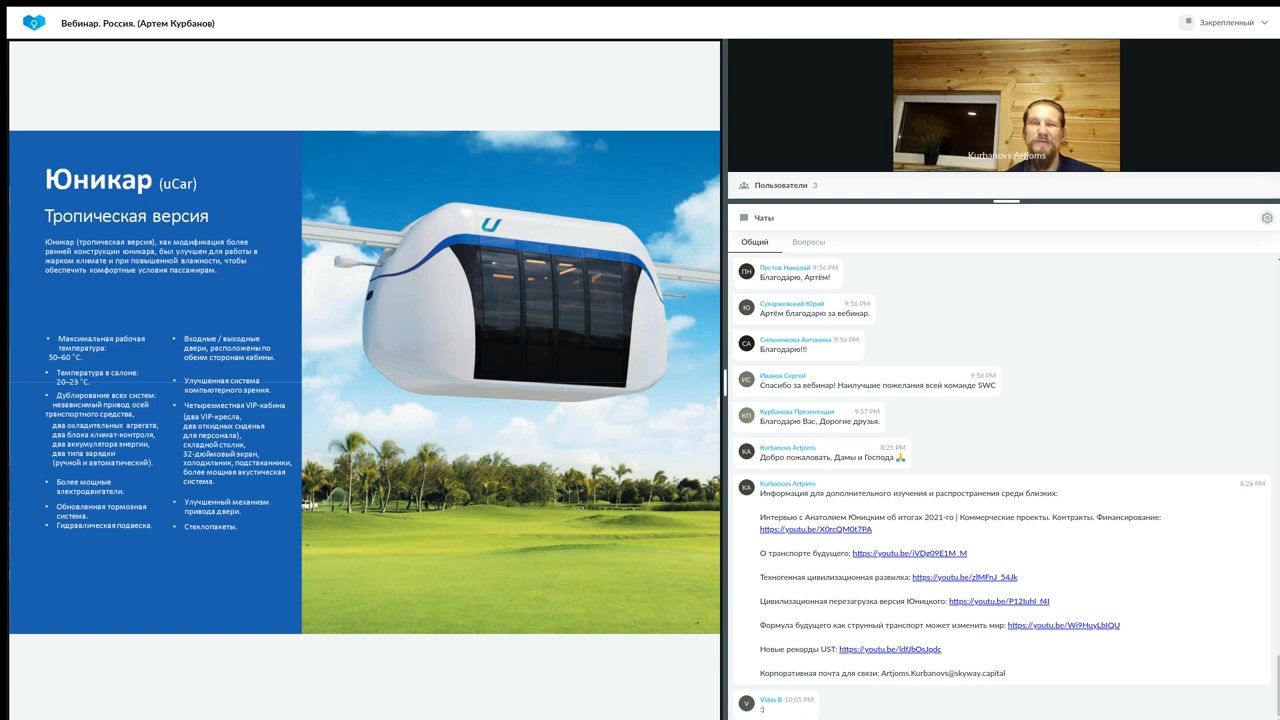 Вебинар. Россия. (Артем Курбанов)
Закрепленный
Юникар (uCar)
Тропическая версия
Юникар (тропическая версия), как модификация более
ранней конструкции юникара, был улучшен для работы в
жарком климате и при повышенной влажности, чтобы
обеспечить комфортные условия пассажирам.
• Максимальная рабочая
температура:
50–60 °C.
• Температура в салоне:
20–23 °C.
• Дублирование всех систем:
независимый привод осей
транспортного средства,
два охладительных агрегата,
два блока климат-контроля,
два аккумулятора энергии,
два типа зарядки
(ручной и автоматический).
• Более мощные
электродвигатели.
• Обновленная тормозная
система.
• Гидравлическая подвеска.
• Входные / выходные
двери, расположены по
обеим сторонам кабины.
• Улучшенная система
компьютерного зрения.
• Четырехместная VIP-кабина
(два VIP-кресла,
два откидных сиденья
для персонала),
складной столик,
32-дюймовый экран,
холодильник, подстаканники,
более мощная акустическая
система.
• Улучшенный механизм
привода двери.
• Стеклопакеты.
Kurbanovs Artjoms
Пользователи 3
Чаты
Общий Вопросы
ПН Пестов Николай 9:56 PM
Благодарю, Артём!
Ю Сухаржевский Юрий 9:56 PM
Артём благодарю за вебинар.
СА Сильченкова Антонина 9:56 PM
Благодарю!!!
ИС Иванов Сергей 9:56 PM
Спасибо за вебинар! Наилучшие пожелания всей команде SWC
КП Курбанова Презентация 9:57 PM
Благодарю Вас, Дорогие друзья.
KA Kurbanovs Artjoms 8:25 PM
Добро пожаловать, Дамы и Господа 🙏
KA Kurbanovs Artjoms 8:26 PM
Информация для дополнительного изучения и распространения среди близких:
Интервью с Анатолием Юницким об итогах 2021-го | Коммерческие проекты. Контракты. Финансирование:
https://youtu.be/X0rcQM0t7PA
О транспорте будущего: https://youtu.be/iVDg09E1M_M
Техногенная цивилизационная развилка: https://youtu.be/zlMFnJ_54Jk
Цивилизационная перезагрузка версия Юницкого: https://youtu.be/P12IuhI_f4I
Формула будущего как струнный транспорт может изменить мир: https://youtu.be/Wi9HuyLbIQU
Новые рекорды UST: https://youtu.be/ldfJbOsJqdc
Корпоративная почта для связи: Artjoms.Kurbanovs@skyway.capital
V Vidas B 10:05 PM
:)